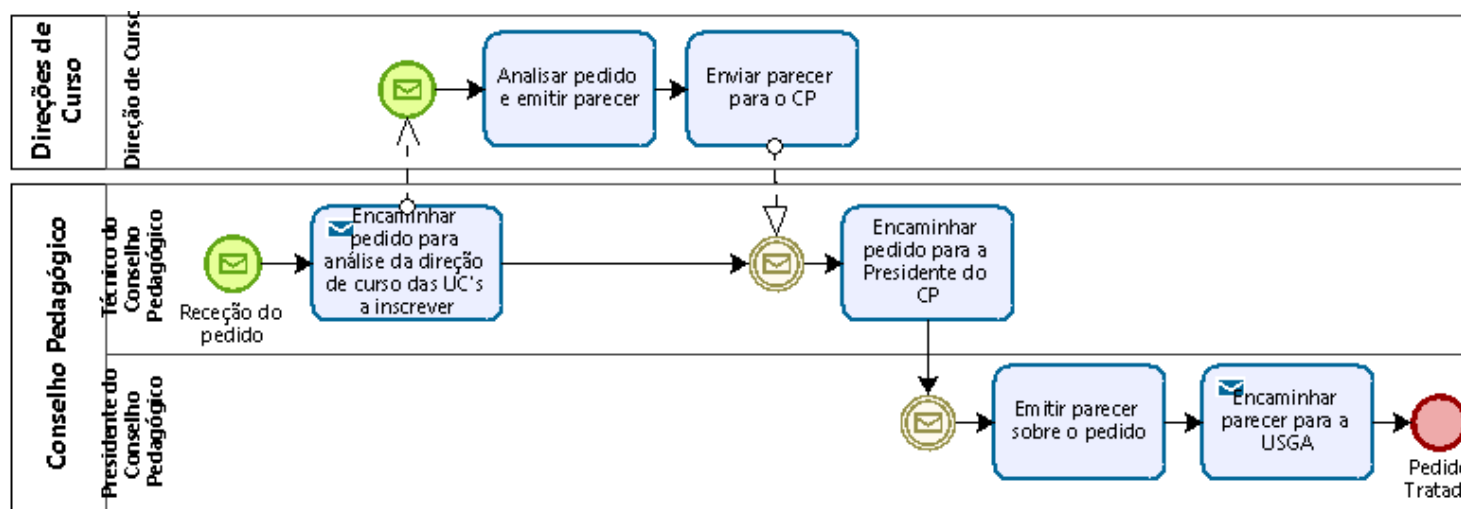 Direções de
Curso
Direção de Curso
Analisar pedido
e emitir parecer
Enviar parecer
para o CP
Conselho Pedagógico
Técnico do
Conselho
Pedagógico
Receção do
pedido
Encaminhar
pedido para
análise da direção
de curso das UC's
a inscrever
Encaminhar
pedido para a
Presidente do
CP
Presidente do
Conselho
Pedagógico
Emitir parecer
sobre o pedido
Encaminhar
parecer para a
USGA
Pedido
Tratad